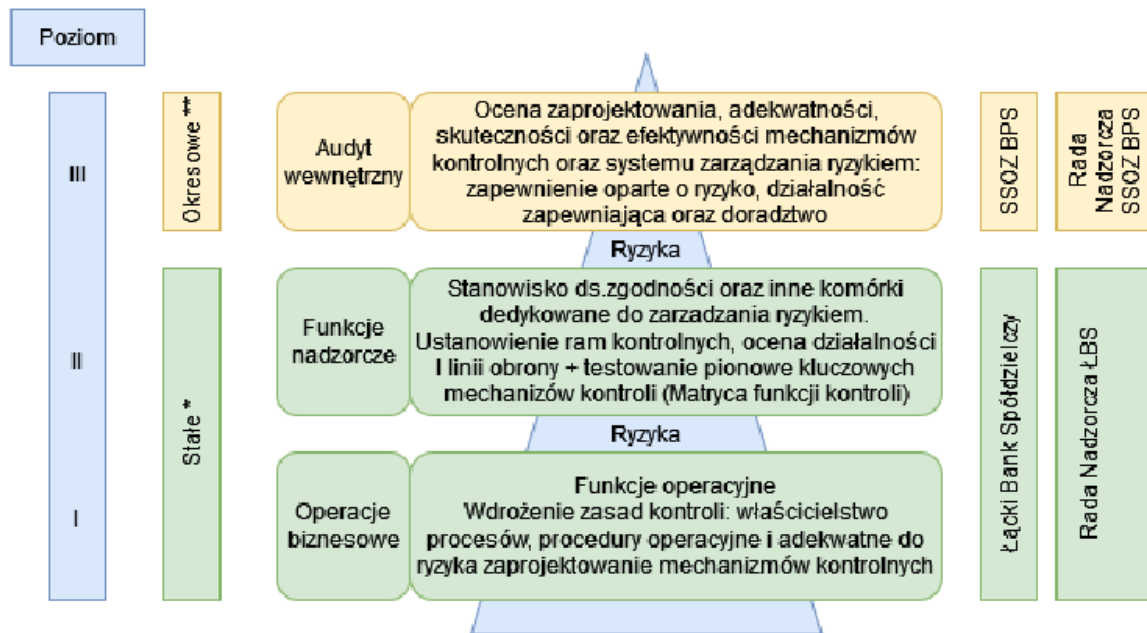 Poziom
III
Okresowe **
Audyt
wewnętrzny
Ocena zaprojektowania, adekwatności,
skuteczności oraz efektywności mechanizmów
kontrolnych oraz systemu zarządzania ryzykiem:
zapewnienie oparte o ryzyko, działalność
zapewniająca oraz doradztwo
SSOZ BPS
Rada
Nadzorcza
SSOZ BPS
Ryzyka
II
Stałe *
Funkcje
nadzorcze
Stanowisko ds.zgodności oraz inne komórki
dedykowane do zarzadzania ryzykiem.
Ustanowienie ram kontrolnych, ocena działalności
I linii obrony + testowanie pionowe kluczowych
mechanizów kontroli (Matryca funkcji kontroli)
Łącki Bank Spółdzielczy
Rada Nadzorcza ŁBS
Ryzyka
I
Operacje
biznesowe
Funkcje operacyjne
Wdrożenie zasad kontroli: właścicielstwo
procesów, procedury operacyjne i adekwatne do
ryzyka zaprojektowanie mechanizmów kontrolnych